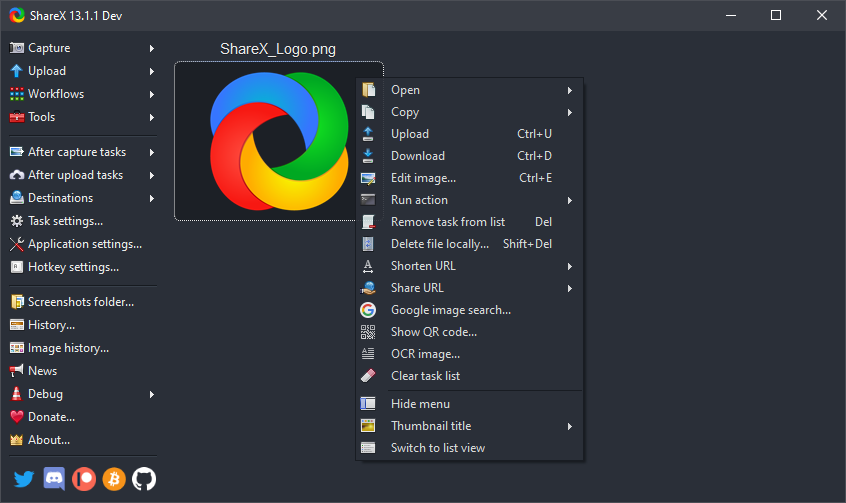 ShareX 13.1.1 Dev
Capture
Upload
Workflows
Tools
After capture tasks
After upload tasks
Destinations
Task settings...
Application settings...
Hotkey settings...
Screenshots folder...
History...
Image history...
News
Debug
Donate...
About...
ShareX_Logo.png
Open
Copy
Upload Ctrl+U
Download Ctrl+D
Edit image... Ctrl+E
Run action
Remove task from list Del
Delete file locally... Shift+Del
Shorten URL
Share URL
Google image search...
Show QR code...
OCR image...
Clear task list
Hide menu
Thumbnail title
Switch to list view